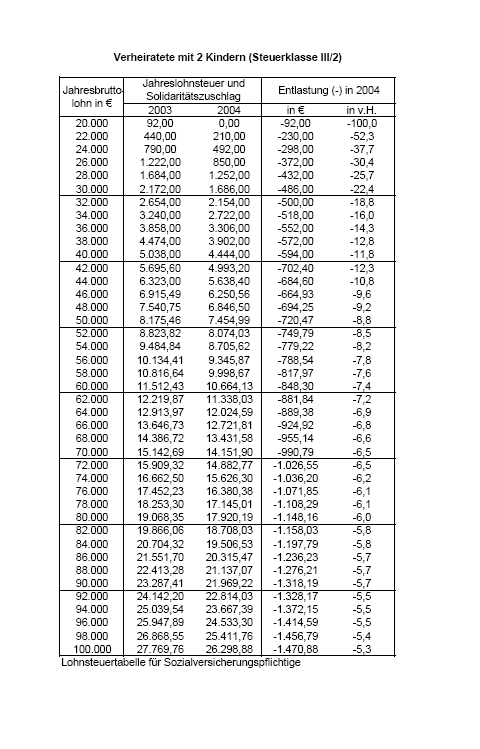 Verheiratete mit 2 Kindern (Steuerklasse III/2)
Jahresbrutto- Jahreslohnsteuer und Entlastung (-) in 2004
lohn in € Solidaritätszuschlag
2003 2004 in € in v.H.
20.000 92,00 0,00 -92,00 -100,0
22.000 440,00 210,00 -230,00 -52,3
24.000 790,00 492,00 -298,00 -37,7
26.000 1.222,00 850,00 -372,00 -30,4
28.000 1.684,00 1.252,00 -432,00 -25,7
30.000 2.172,00 1.686,00 -486,00 -22,4
32.000 2.654,00 2.154,00 -500,00 -18,8
34.000 3.240,00 2.722,00 -518,00 -16,0
36.000 3.858,00 3.306,00 -552,00 -14,3
38.000 4.474,00 3.902,00 -572,00 -12,8
40.000 5.038,00 4.444,00 -594,00 -11,8
42.000 5.695,60 4.993,20 -702,40 -12,3
44.000 6.323,00 5.638,40 -684,60 -10,8
46.000 6.915,49 6.250,56 -664,93 -9,6
48.000 7.540,75 6.846,50 -694,25 -9,2
50.000 8.175,46 7.454,99 -720,47 -8,8
52.000 8.823,82 8.074,03 -749,79 -8,5
54.000 9.484,84 8.705,62 -779,22 -8,2
56.000 10.134,41 9.345,87 -788,54 -7,8
58.000 10.816,64 9.998,67 -817,97 -7,6
60.000 11.512,43 10.664,13 -848,30 -7,4
62.000 12.219,87 11.338,03 -881,84 -7,2
64.000 12.913,97 12.024,59 -889,38 -6,9
66.000 13.646,73 12.721,81 -924,92 -6,8
68.000 14.386,72 13.431,58 -955,14 -6,6
70.000 15.142,69 14.151,90 -990,79 -6,5
72.000 15.909,32 14.882,77 -1.026,55 -6,5
74.000 16.662,50 15.626,30 -1.036,20 -6,2
76.000 17.452,23 16.380,38 -1.071,85 -6,1
78.000 18.253,30 17.145,01 -1.108,29 -6,1
80.000 19.068,35 17.920,19 -1.148,16 -6,0
82.000 19.866,06 18.708,03 -1.158,03 -5,8
84.000 20.704,32 19.506,53 -1.197,79 -5,8
86.000 21.551,70 20.315,47 -1.236,23 -5,7
88.000 22.413,28 21.137,07 -1.276,21 -5,7
90.000 23.287,41 21.969,22 -1.318,19 -5,7
92.000 24.142,20 22.814,03 -1.328,17 -5,5
94.000 25.039,54 23.667,39 -1.372,15 -5,5
96.000 25.947,89 24.533,30 -1.414,59 -5,5
98.000 26.868,55 25.411,76 -1.456,79 -5,4
100.000 27.769,76 26.298,88 -1.470,88 -5,3
Lohnsteuertabelle für Sozialversicherungspflichtige